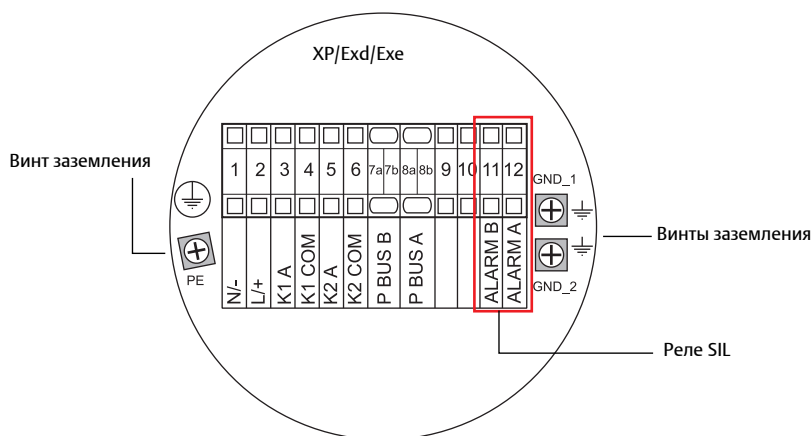 XP/Exd/Exe
Винт заземления
1 2 3 4 5 6 7a 7b 8a 8b 9 10 11 12
GND_1
PE
N/-
L/+
K1 A
K1 COM
K2 A
K2 COM
P BUS B
P BUS A
ALARM B
ALARM A
GND_2
Винты заземления
Реле SIL